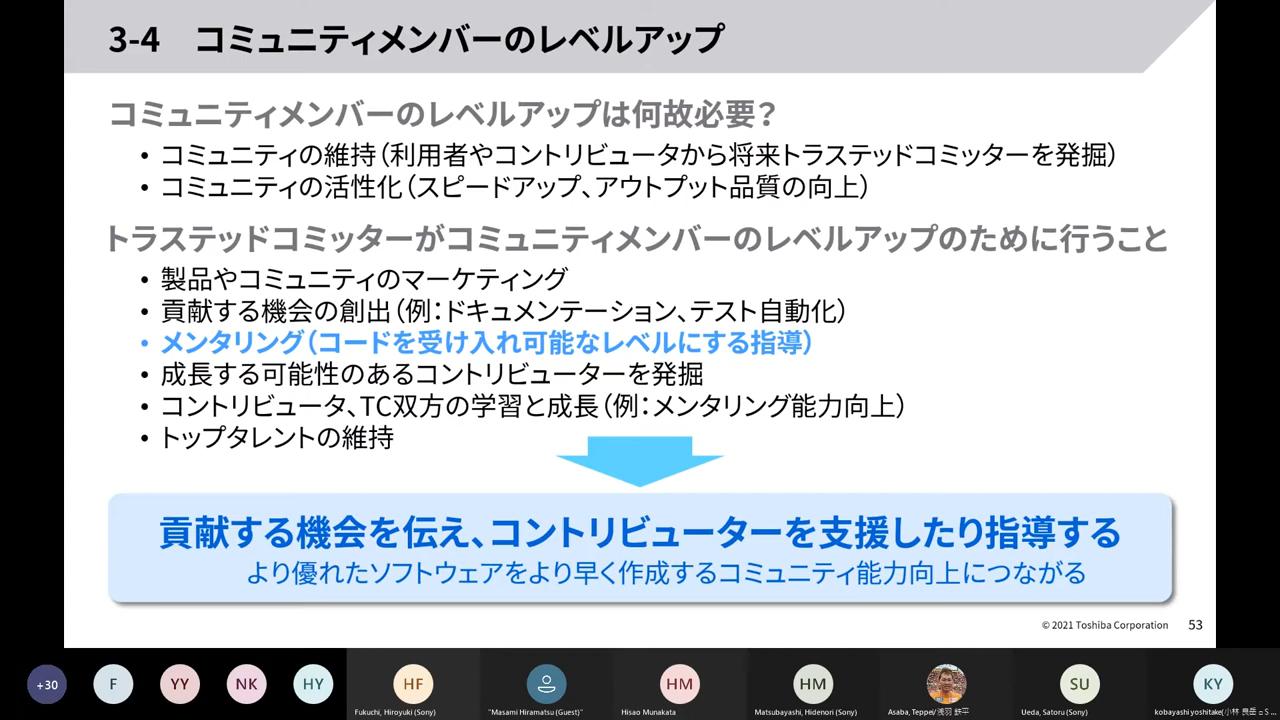 3-4 コミュニティメンバーのレベルアップ
コミュニティメンバーのレベルアップは何故必要？
• コミュニティの維持（利用者やコントリビュータから将来トラステッドコミッターを発掘）
• コミュニティの活性化（スピードアップ、アウトプット品質の向上）
トラステッドコミッターがコミュニティメンバーのレベルアップのために行うこと
• 製品やコミュニティのマーケティング
• 貢献する機会の創出（例：ドキュメンテーション、テスト自動化）
• メンタリング（コードを受け入れ可能なレベルにする指導）
• 成長する可能性のあるコントリビューターを発掘
• コントリビュータ、TC双方の学習と成長（例：メンタリング能力向上）
• トップタレントの維持
貢献する機会を伝え、コントリビューターを支援したり指導する
より優れたソフトウェアをより早く作成するコミュニティ能力向上につながる
© 2021 Toshiba Corporation 53
+30 F YY NK HY HF HM HM SU KY
Fukuchi, Hiroyuki (Sony) "Masami Hiramatsu (Guest)" Hisao Munakata Matsubayashi, Hidenori (Sony) Asaba, Teppei/浅羽 鉄平 Ueda, Satoru (Sony) kobayashi yoshitake(小林 良岳